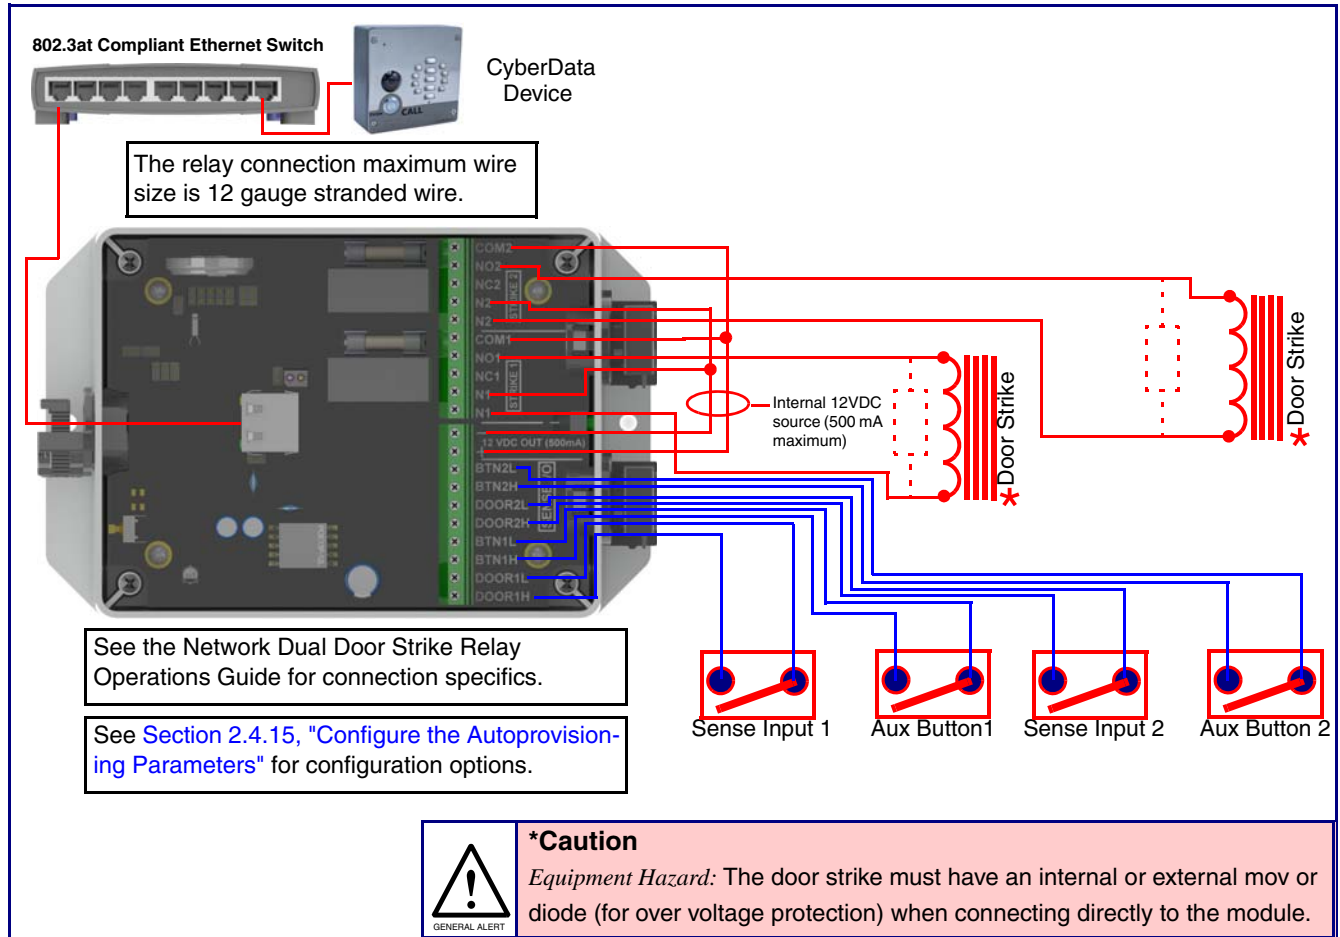 802.3at Compliant Ethernet Switch
CyberData
Device
CALL
The relay connection maximum wire
size is 12 gauge stranded wire.
COM2
NO2
NC2
N2
N2
STRIKE 2
COM1
NO1
NC1
N1
N1
STRIKE 1
-
12 VDC OUT (500mA)
+
BTN2L
BTN2H
DOOR2L
DOOR2H
BTN1L
BTN1H
DOOR1L
DOOR1H
Internal 12VDC
source (500 mA
maximum)
*Door Strike
*Door Strike
See the Network Dual Door Strike Relay
Operations Guide for connection specifics.
See Section 2.4.15, "Configure the Autoprovision-
ing Parameters" for configuration options.
Sense Input 1
Aux Button1
Sense Input 2
Aux Button 2
GENERAL ALERT
*Caution
Equipment Hazard: The door strike must have an internal or external mov or
diode (for over voltage protection) when connecting directly to the module.